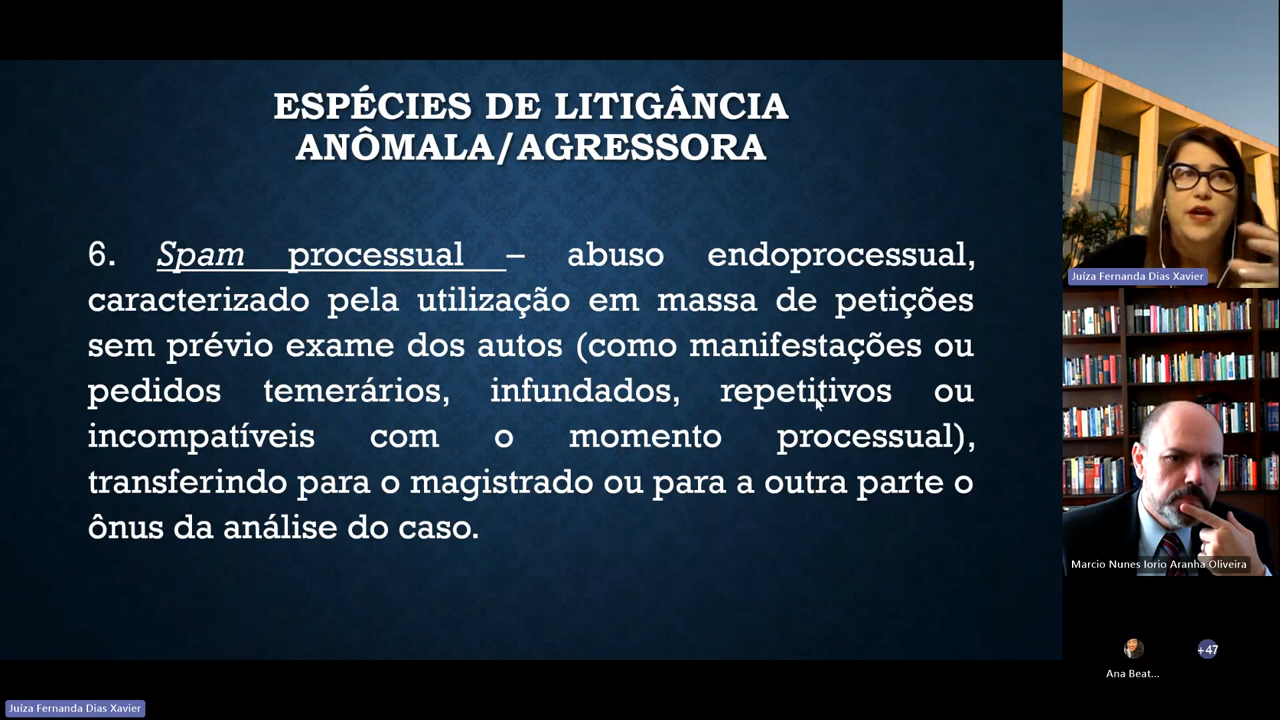 ESPÉCIES DE LITIGÂNCIA
ANÔMALA/AGRESSORA
6. Spam processual – abuso endoprocessual,
caracterizado pela utilização em massa de petições
sem prévio exame dos autos (como manifestações ou
pedidos temerários, infundados, repetitivos ou
incompatíveis com o momento processual),
transferindo para o magistrado ou para a outra parte o
ônus da análise do caso.
Juíza Fernanda Dias Xavier
Marcio Nunes Iorio Aranha Oliveira
Ana Beat...
+47
Juíza Fernanda Dias Xavier